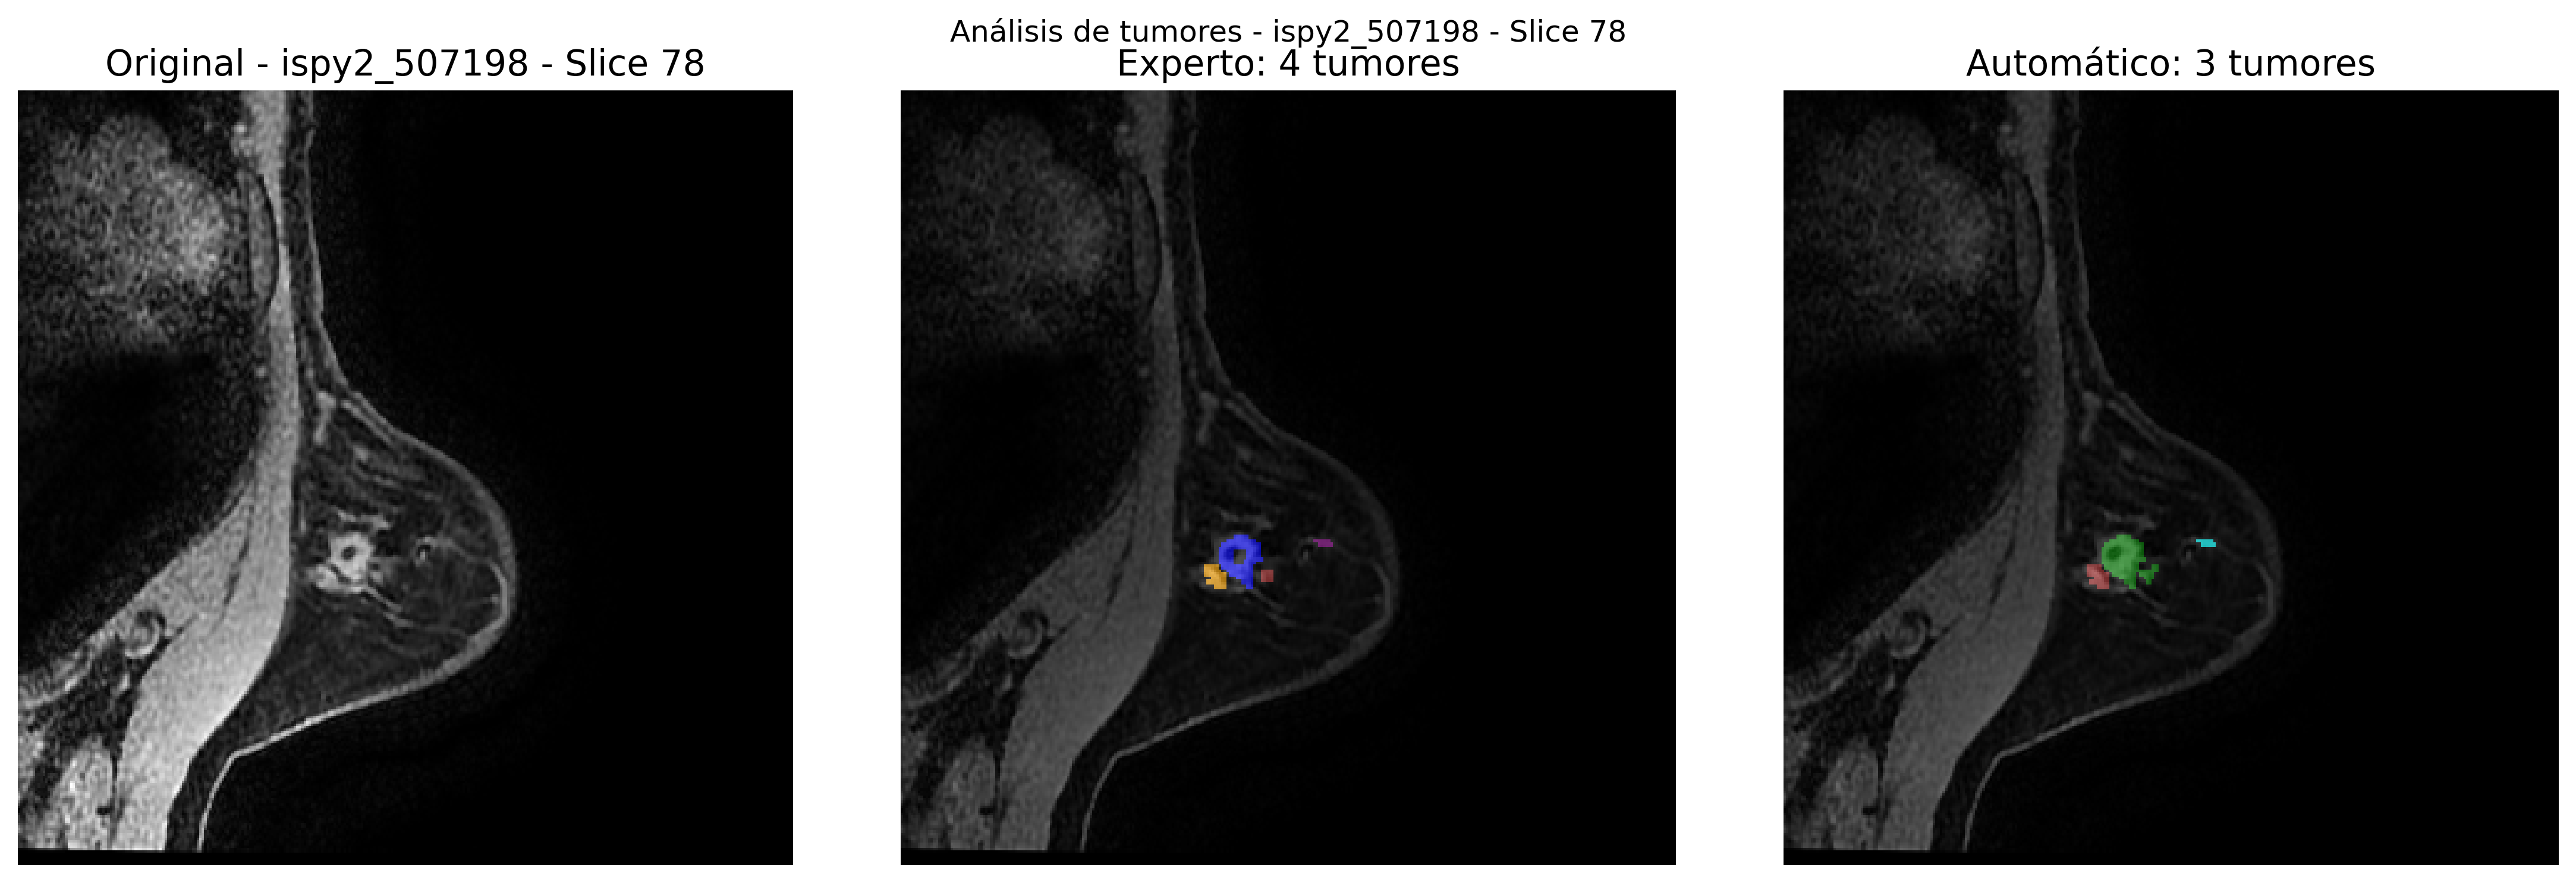 Análisis de tumores - ispy2_507198 - Slice 78
Original - ispy2_507198 - Slice 78
Experto: 4 tumores
Automático: 3 tumores